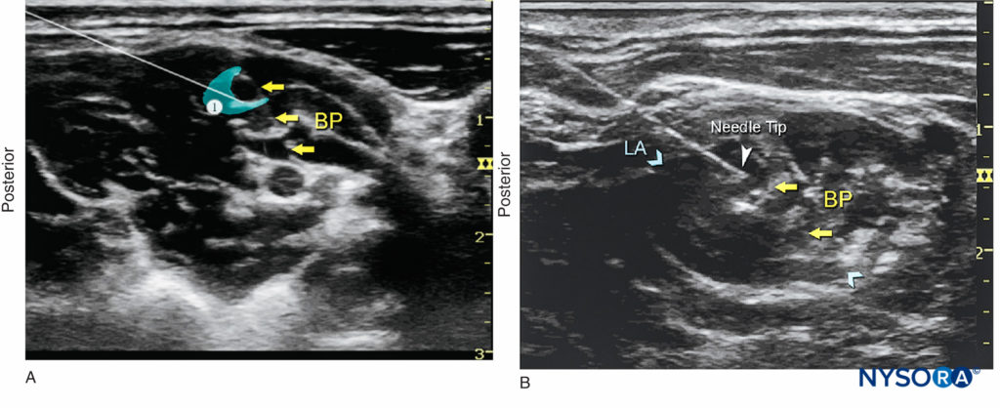 Posterior
1
BP
1
2
3
A
Posterior
LA
Needle Tip
BP
1
2
B
NYSORA©